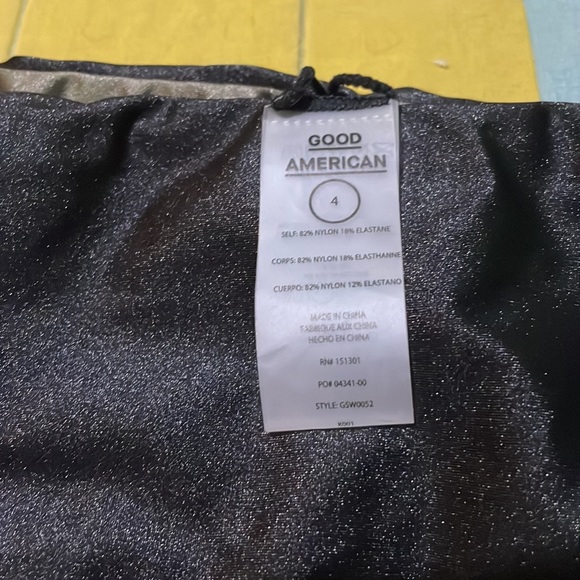 GOOD
AMERICAN
4
SELF: 82% NYLON 18% ELASTANE
CORPS: 82% NYLON 18% ELASTHANNE
CUERPO: 82% NYLON 12% ELASTANO
MADE IN CHINA
FABRIQUE AUX CHINA
HECHO EN CHINA
RN# 151301
PO# 04341-00
STYLE: GSW0052